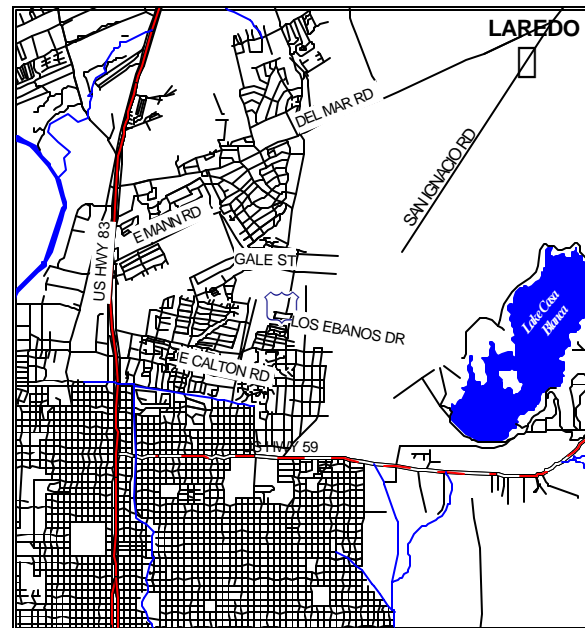 LAREDO
DEL MAR RD
SAN IGNACIO RD
E MANN RD
US HWY 83
GALE ST
Lake Casa
Blanca
LOS EBANOS DR
E CALTON RD
S HWY 59